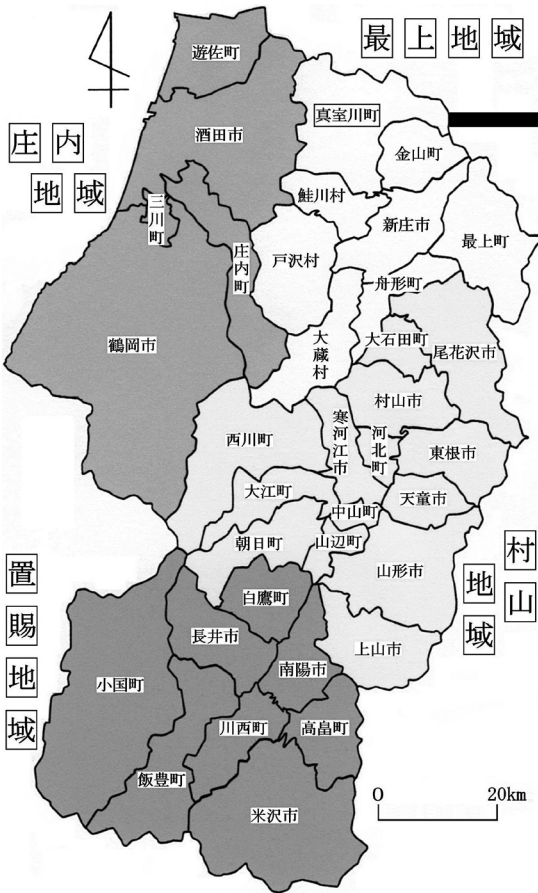 最上地域
遊佐町
真室川町
酒田市
金山町
庄内
地域
鮭川村
三川町
新庄市
最上町
庄内町
戸沢村
舟形町
鶴岡市
大蔵村
大石田町
尾花沢市
村山市
西川町
寒河江市
河北町
東根市
大江町
天童市
中山町
朝日町
山辺町
山形市
村山
地域
置賜地域
白鷹町
長井市
上山市
南陽市
小国町
川西町
高畠町
飯豊町
米沢市
0 20km